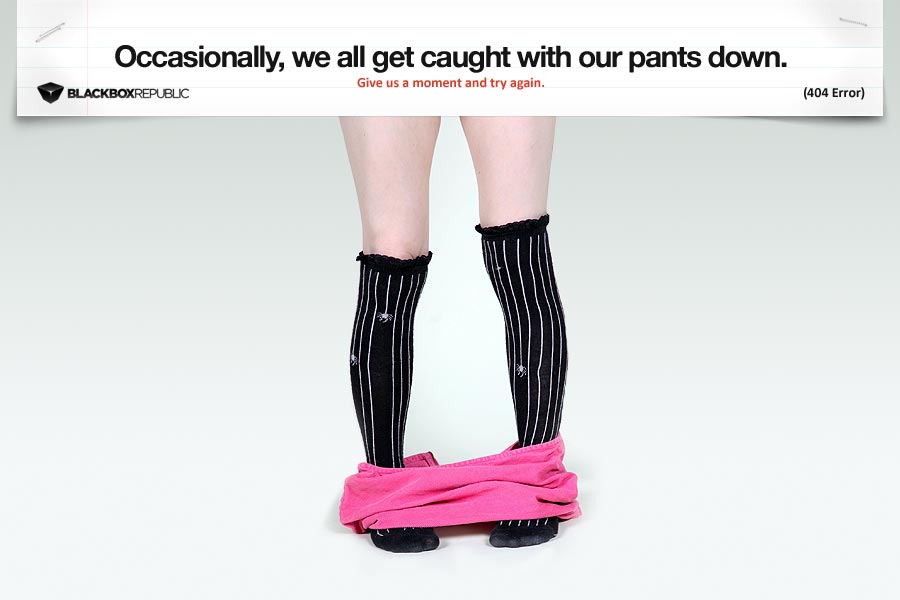 Occasionally, we all get caught with our pants down.
Give us a moment and try again.
BLACKBOXREPUBLIC
(404 Error)